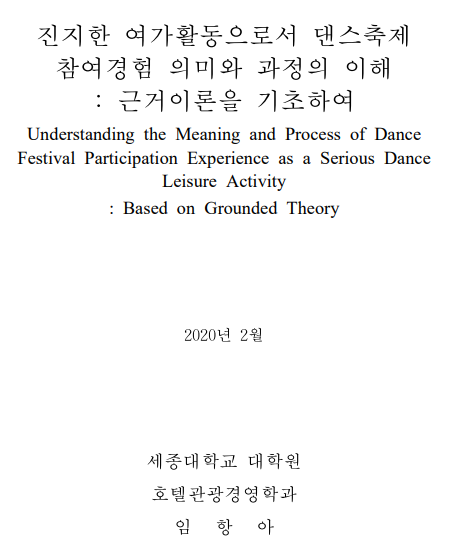 진지한 여가활동으로서 댄스축제
참여경험 의미와 과정의 이해
: 근거이론을 기초하여
Understanding the Meaning and Process of Dance
Festival Participation Experience as a Serious Dance
Leisure Activity
: Based on Grounded Theory
2020년 2월
세종대학교 대학원
호텔관광경영학과
임 항 아